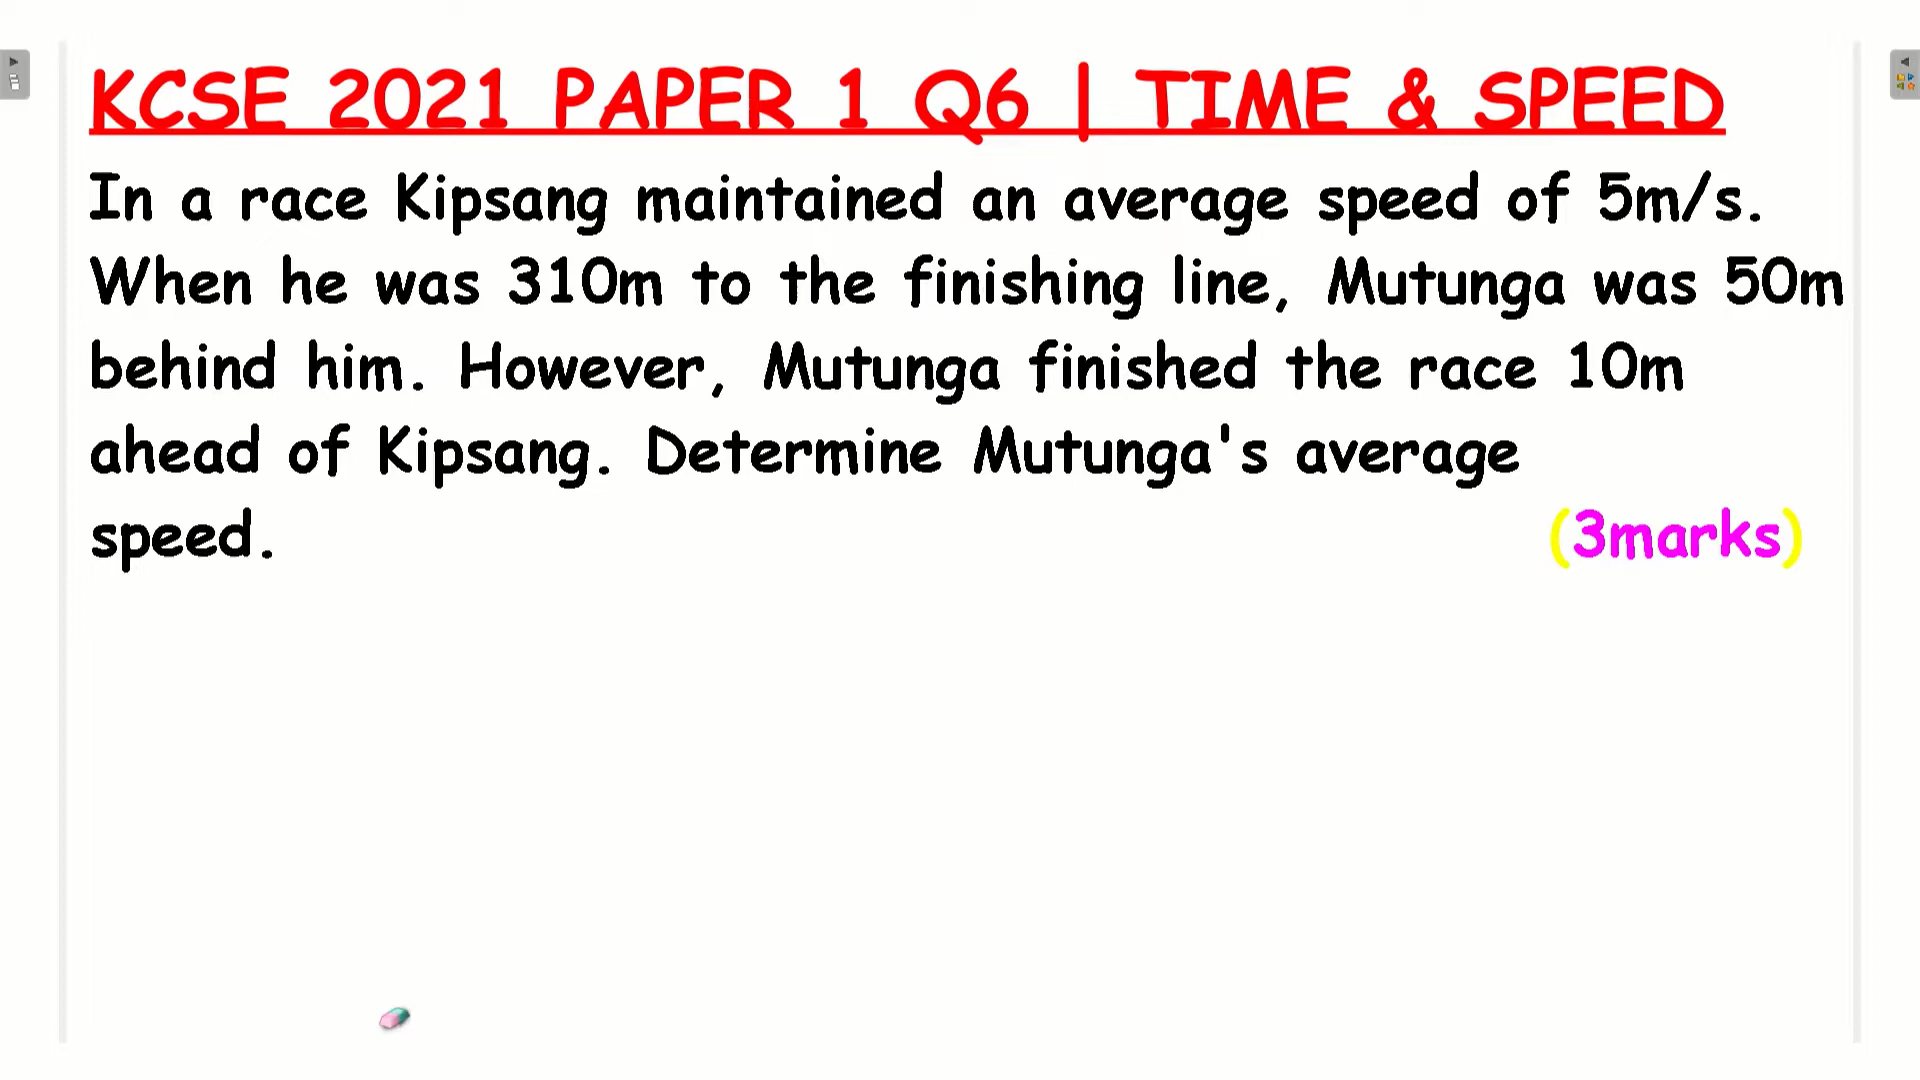 KCSE 2021 PAPER 1 Q6 | TIME & SPEED
In a race Kipsang maintained an average speed of 5m/s.
When he was 310m to the finishing line, Mutunga was 50m
behind him. However, Mutunga finished the race 10m
ahead of Kipsang. Determine Mutunga's average
speed. (3marks)